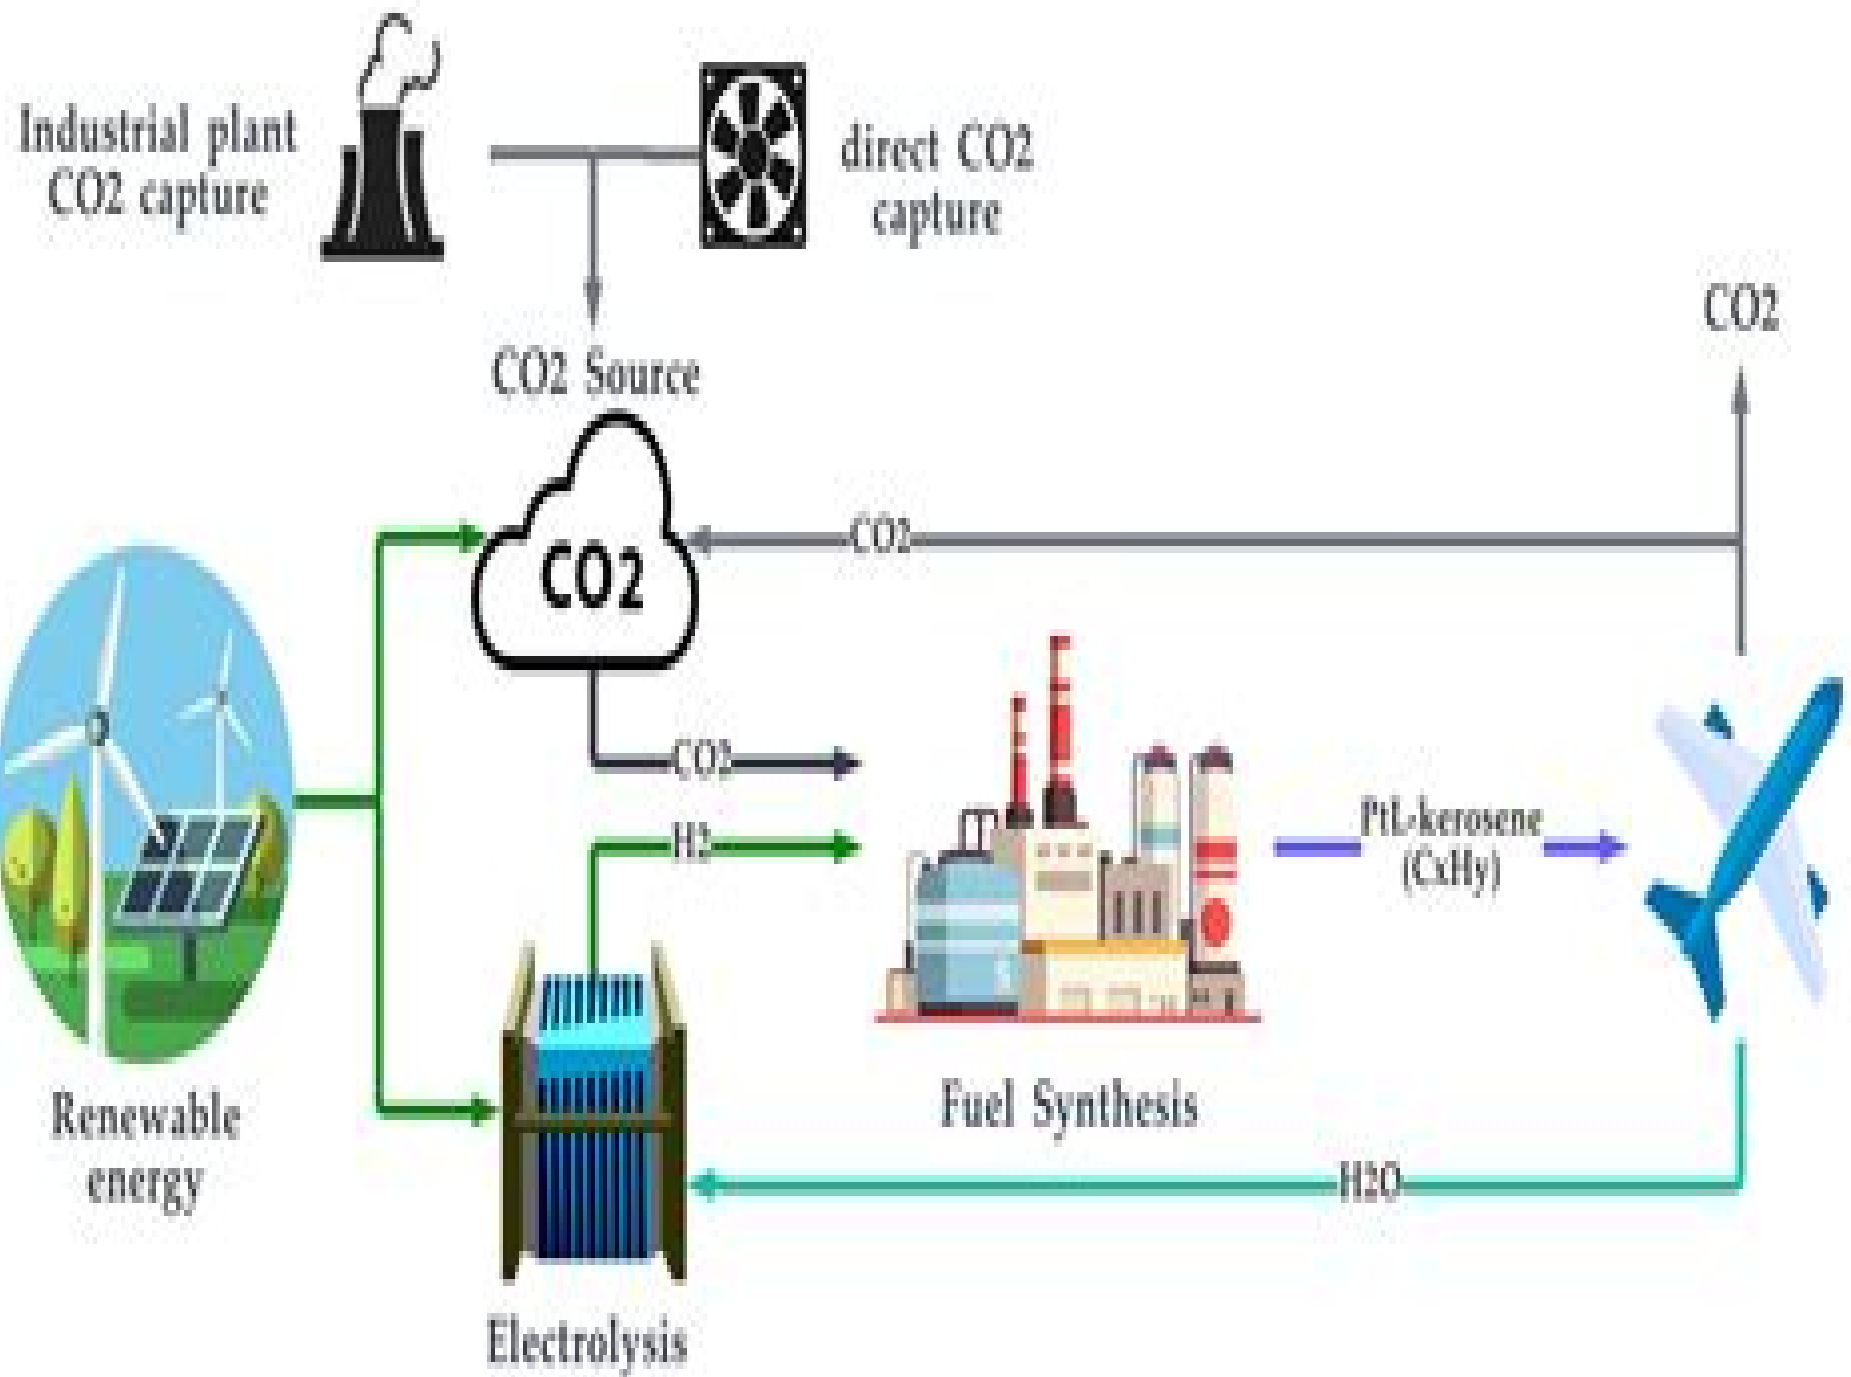 Industrial plant
CO2 capture
direct CO2
capture
CO2 Source
CO2
CO2
CO2
CO2
H2
PtL-kerosene
(CxHy)
Renewable
energy
Fuel Synthesis
H2O
Electrolysis